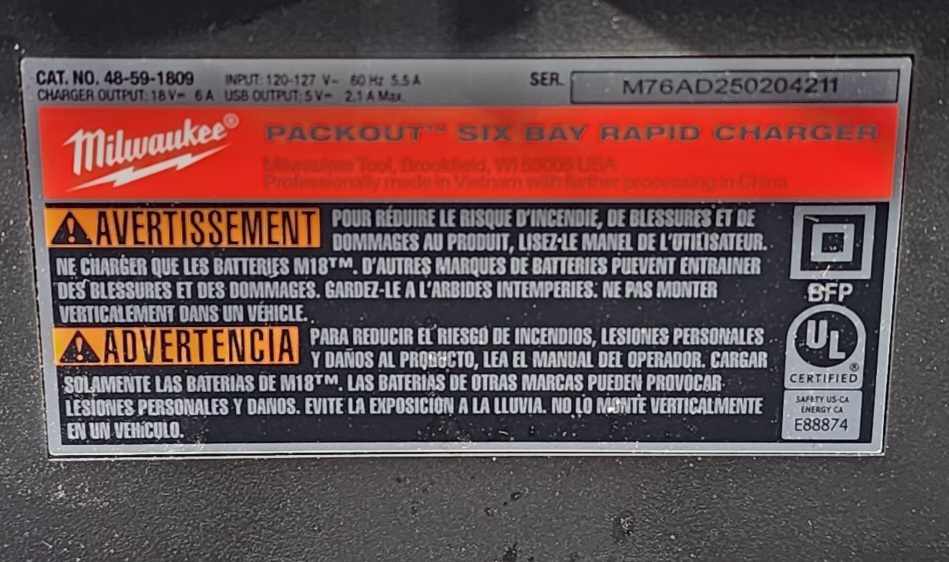 CAT. NO. 48-59-1809 INPUT: 120-127 V~ 60 Hz 5.5 A SER. M76AD250204211
CHARGER OUTPUT: 18 V⎓ 6 A USB OUTPUT: 5 V⎓ 2.1 A Max.
Milwaukee® PACKOUT™ SIX BAY RAPID CHARGER
Milwaukee Tool, Brookfield, WI 53005 USA
Professionally made in Vietnam with further processing in China
AVERTISSEMENT POUR RÉDUIRE LE RISQUE D'INCENDIE, DE BLESSURES ET DE
DOMMAGES AU PRODUIT, LISEZ-LE MANEL DE L'UTILISATEUR.
NE CHARGER QUE LES BATTERIES M18™. D'AUTRES MARQUES DE BATTERIES PUEVENT ENTRAINER
DES BLESSURES ET DES DOMMAGES. GARDEZ-LE A L'ARBIDES INTEMPERIES. NE PAS MONTER
VERTICALEMENT DANS UN VÉHICLE.
ADVERTENCIA PARA REDUCIR EL RIESGO DE INCENDIOS, LESIONES PERSONALES
Y DAÑOS AL PRODUCTO, LEA EL MANUAL DEL OPERADOR. CARGAR
SOLAMENTE LAS BATERIAS DE M18™. LAS BATERIAS DE OTRAS MARCAS PUEDEN PROVOCAR
LESIONES PERSONALES Y DANOS. EVITE LA EXPOSICIÓN A LA LLUVIA. NO LO MONTE VERTICALMENTE
EN UN VEHÍCULO.
BFP
UL®
CERTIFIED
SAFETY US-CA
ENERGY CA
E88874